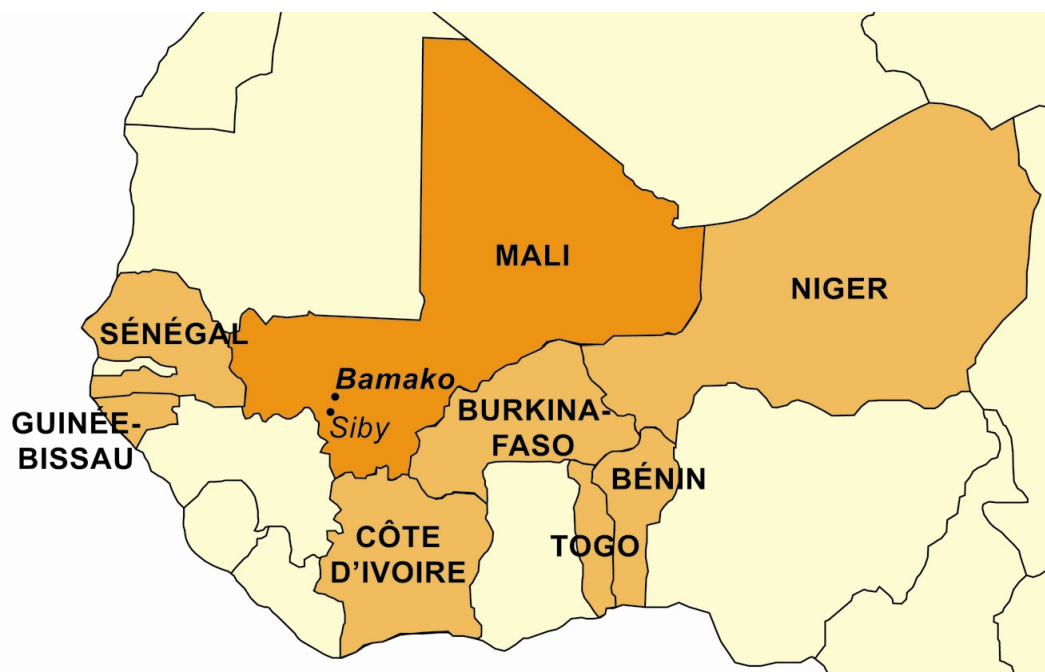 MALI
NIGER
SÉNÉGAL
Bamako
Siby
GUINÉE-
BISSAU
BURKINA-
FASO
BÉNIN
TOGO
CÔTE
D’IVOIRE